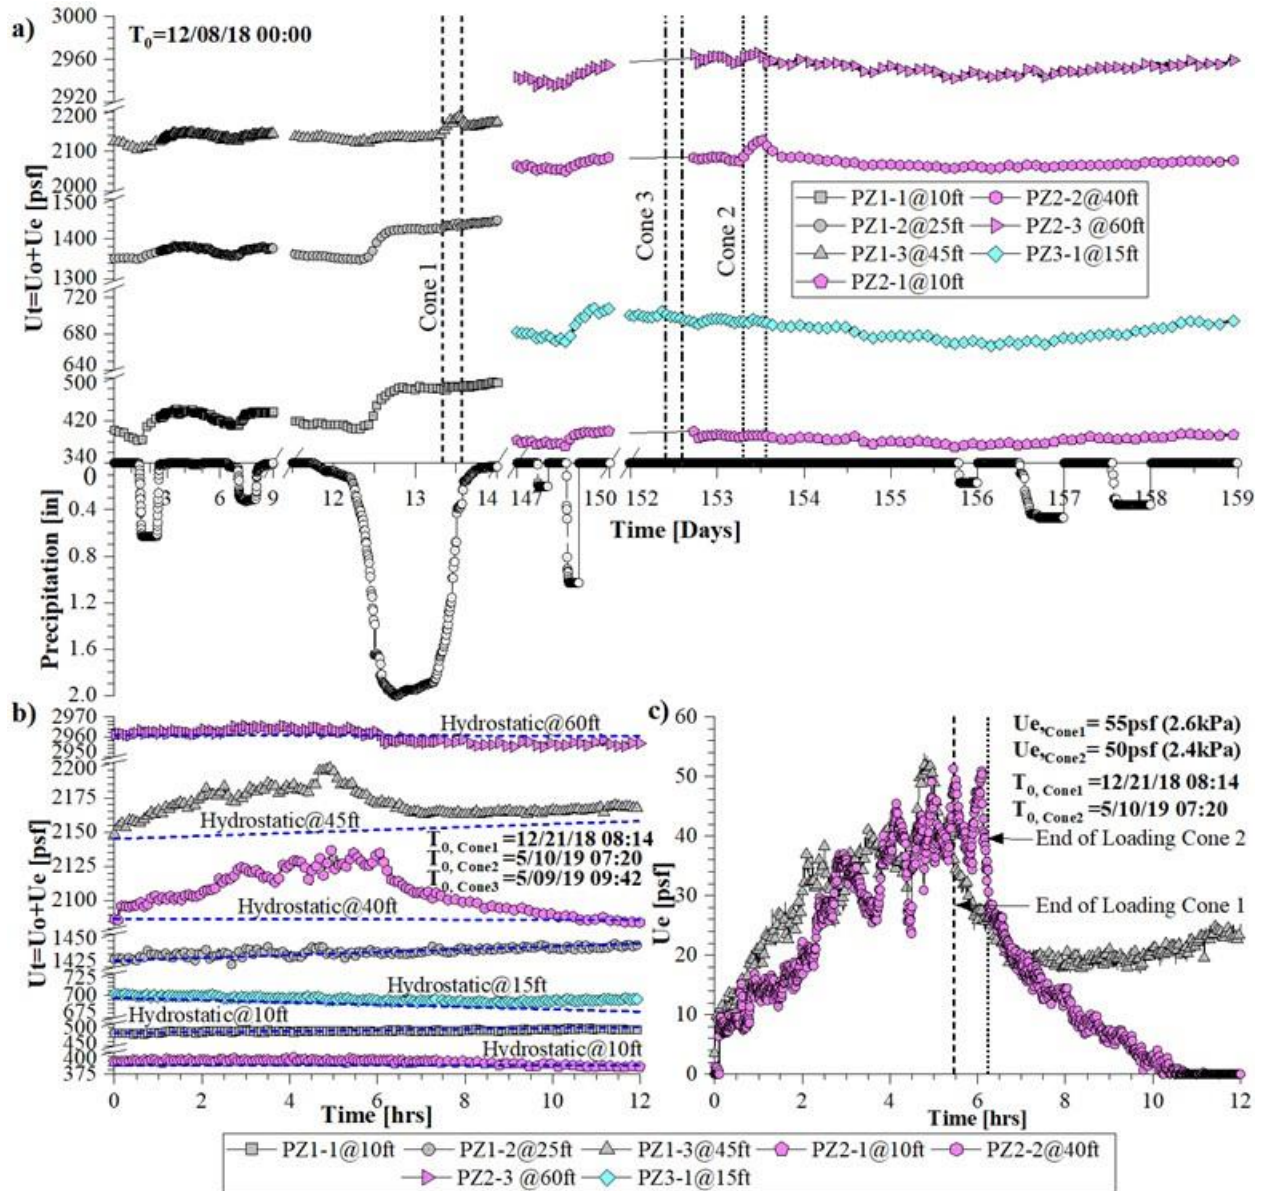 a)
T0=12/08/18 00:00
3000
2960
2920
2200
2100
2000
1500
1400
1300
720
680
640
500
420
340
Ut=Uo+Ue [psf]
Cone 1
Cone 3
Cone 2
PZ1-1@10ft
PZ2-2@40ft
PZ1-2@25ft
PZ2-3 @60ft
PZ1-3@45ft
PZ3-1@15ft
PZ2-1@10ft
0
0.4
0.8
1.2
1.6
2.0
Precipitation [in]
3 6 9 12 13 14 147 150 152 153 154 155 156 157 158 159
Time [Days]
b)
2970
2960
2950
2200
2175
2150
2125
2100
1450
1425
725
700
675
500
450
400
375
Ut=Uo+Ue [psf]
Hydrostatic@60ft
Hydrostatic@45ft
T0, Cone1 =12/21/18 08:14
T0, Cone2 =5/10/19 07:20
T0, Cone3 =5/09/19 09:42
Hydrostatic@40ft
Hydrostatic@15ft
Hydrostatic@10ft
Hydrostatic@10ft
0 2 4 6 8 10 12
Time [hrs]
c)
60
50
40
30
20
10
0
Ue [psf]
Ue,Cone1= 55psf (2.6kPa)
Ue,Cone2= 50psf (2.4kPa)
T0, Cone1 =12/21/18 08:14
T0, Cone2 =5/10/19 07:20
End of Loading Cone 2
End of Loading Cone 1
0 2 4 6 8 10 12
Time [hrs]
PZ1-1@10ft PZ1-2@25ft PZ1-3@45ft PZ2-1@10ft PZ2-2@40ft
PZ2-3 @60ft PZ3-1@15ft